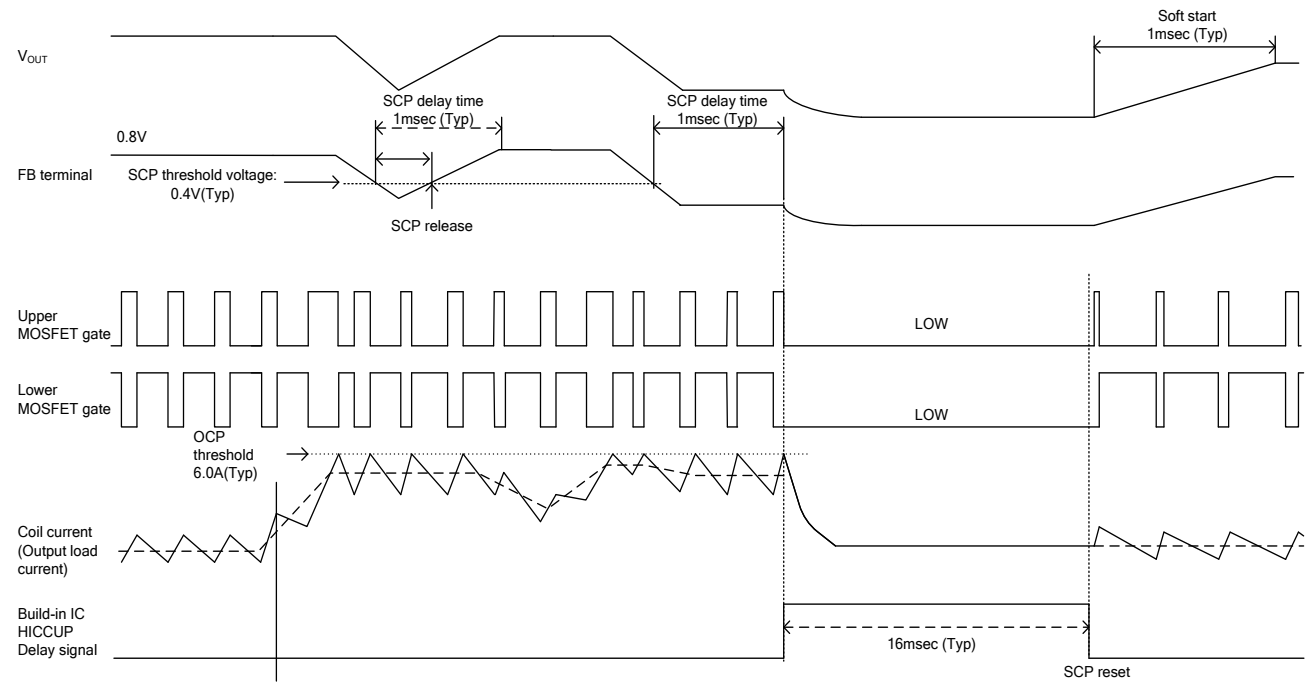 Soft start
1msec (Typ)
VOUT
SCP delay time
1msec (Typ)
SCP delay time
1msec (Typ)
0.8V
FB terminal
SCP threshold voltage:
0.4V(Typ)
SCP release
Upper
MOSFET gate
LOW
Lower
MOSFET gate
LOW
OCP
threshold
6.0A(Typ)
Coil current
(Output load
current)
Build-in IC
HICCUP
Delay signal
16msec (Typ)
SCP reset